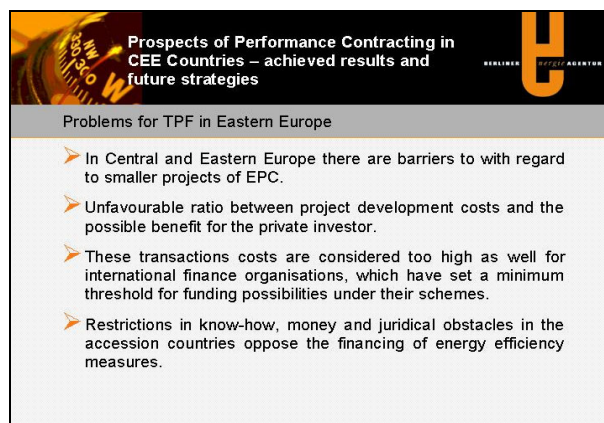 Prospects of Performance Contracting in
CEE Countries – achieved results and
future strategies
NW
330
300
W
BERLINER energie AGENTUR
Problems for TPF in Eastern Europe
In Central and Eastern Europe there are barriers to with regard
to smaller projects of EPC.
Unfavourable ratio between project development costs and the
possible benefit for the private investor.
These transactions costs are considered too high as well for
international finance organisations, which have set a minimum
threshold for funding possibilities under their schemes.
Restrictions in know-how, money and juridical obstacles in the
accession countries oppose the financing of energy efficiency
measures.